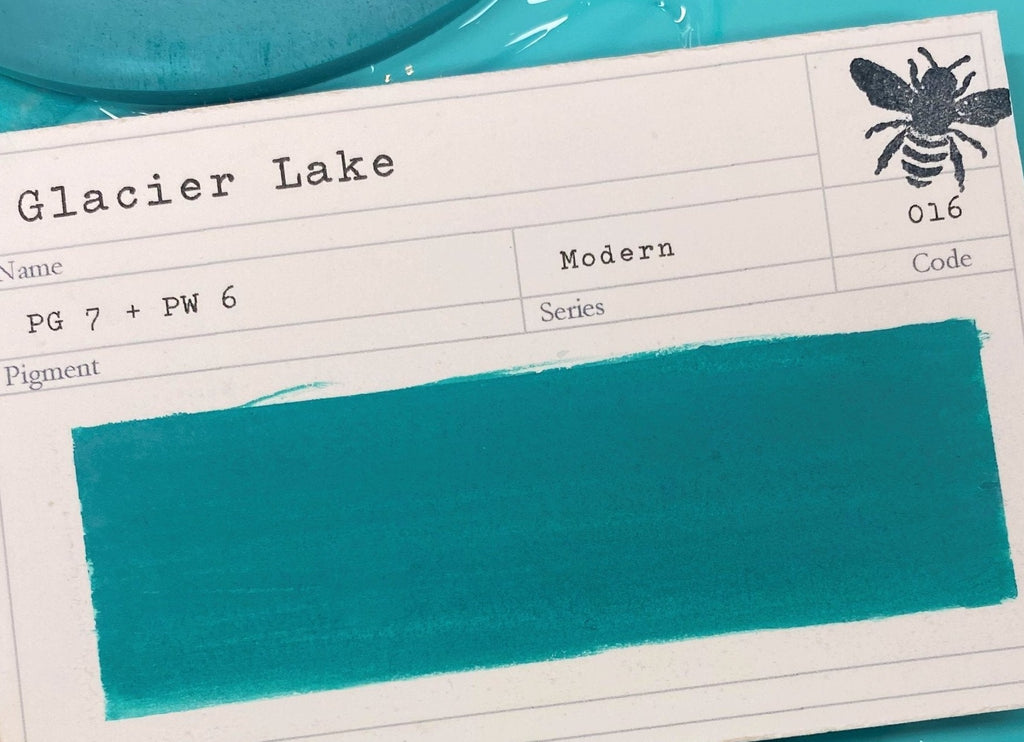 Glacier Lake
016
Name
Modern
Code
PG 7 + PW 6
Series
Pigment